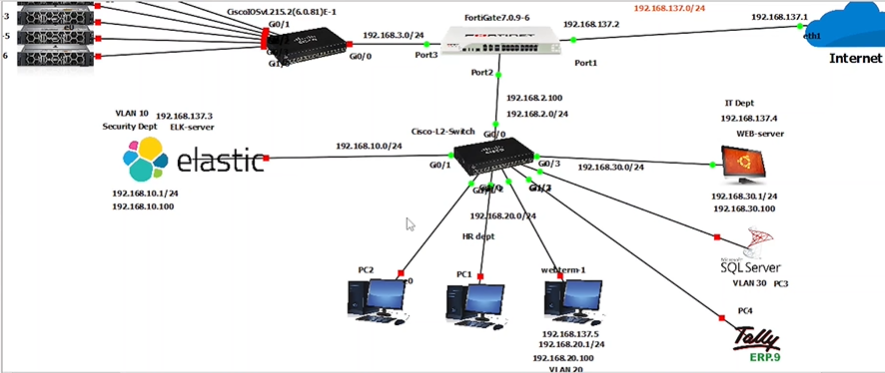 -3
-5
6
CiscoIOSvL215.2(6.0.81)E-1
Gi0/1
Gi0/0
192.168.3.0/24
FortiGate7.0.9-6
FORTINET
Port3
Port1
Port2
192.168.137.2
192.168.137.0/24
192.168.137.1
eth1
Internet
192.168.2.100
192.168.2.0/24
VLAN 10
192.168.137.3
Security Dept
ELK-server
elastic
192.168.10.1/24
192.168.10.100
192.168.10.0/24
Cisco-L2-Switch
Gi0/0
Gi0/1
Gi0/3
192.168.30.0/24
IT Dept
192.168.137.4
WEB-server
192.168.30.1/24
192.168.30.100
192.168.20.0/24
HR dept
PC2
PC1
webterm-1
192.168.137.5
192.168.20.1/24
192.168.20.100
VLAN 20
Microsoft
SQL Server
VLAN 30
PC3
PC4
Tally
ERP.9